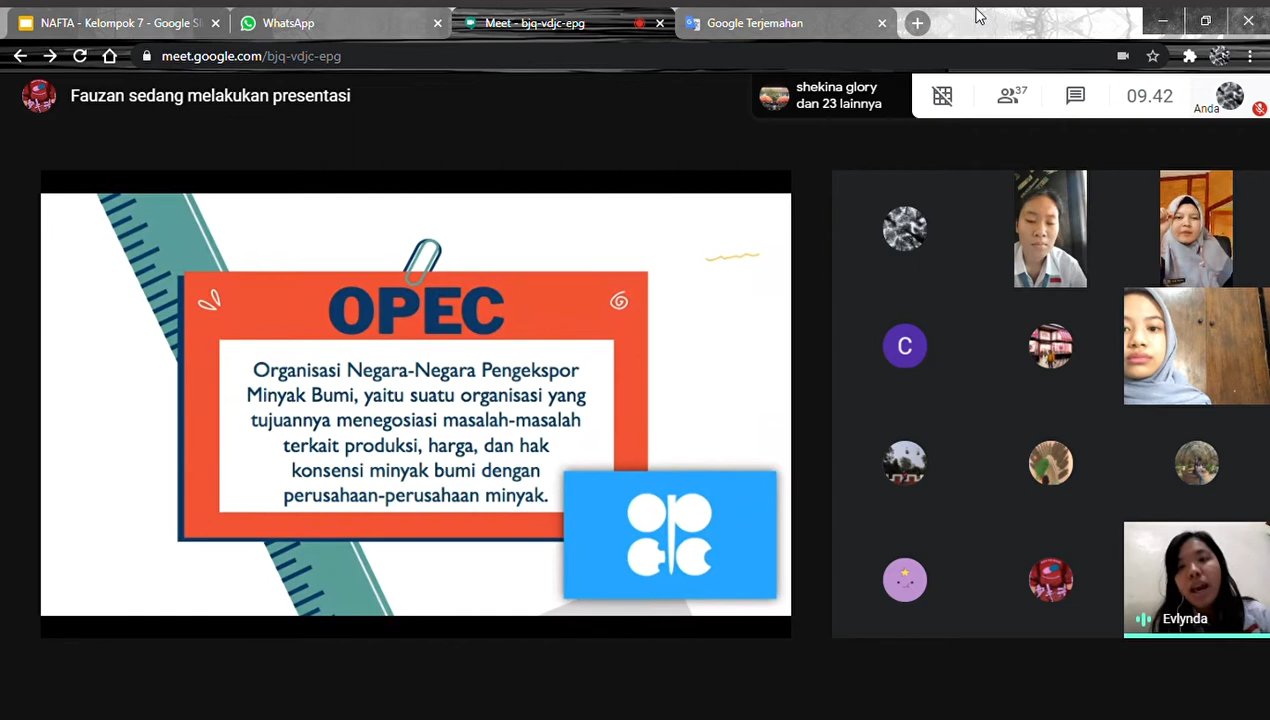 NAFTA - Kelompok 7 - Google Sl
WhatsApp
Meet - bjq-vdjc-epg
Google Terjemahan
meet.google.com/bjq-vdjc-epg
Fauzan sedang melakukan presentasi
shekina glory
dan 23 lainnya
37
09.42
Anda
OPEC
Organisasi Negara-Negara Pengekspor
Minyak Bumi, yaitu suatu organisasi yang
tujuannya menegosiasi masalah-masalah
terkait produksi, harga, dan hak
konsensi minyak bumi dengan
perusahaan-perusahaan minyak.
C
Evlynda